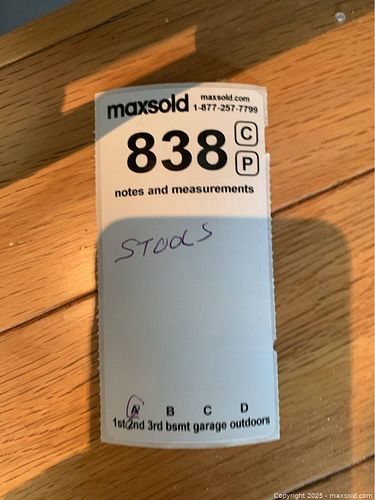 maxsold maxsold.com
1-877-257-7799
838 C
P
notes and measurements
STOOLS
A B C D
1st 2nd 3rd bsmt garage outdoors
Copyright 2025 - maxsold.com